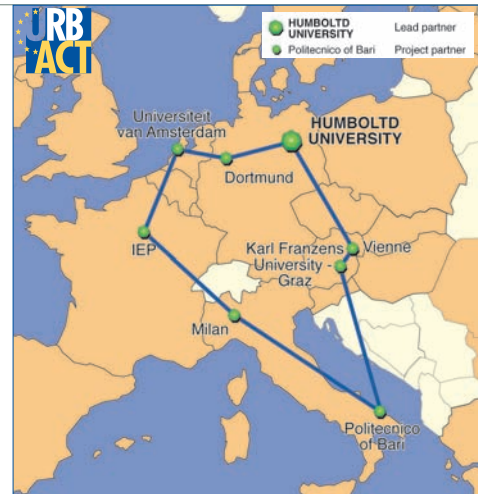 URB
ACT
HUMBOLTD
UNIVERSITY
Lead partner
Politecnico of Bari
Project partner
Universiteit
van Amsterdam
HUMBOLTD
UNIVERSITY
Dortmund
IEP
Karl Franzens
University -
Graz
Vienne
Milan
Politecnico
of Bari